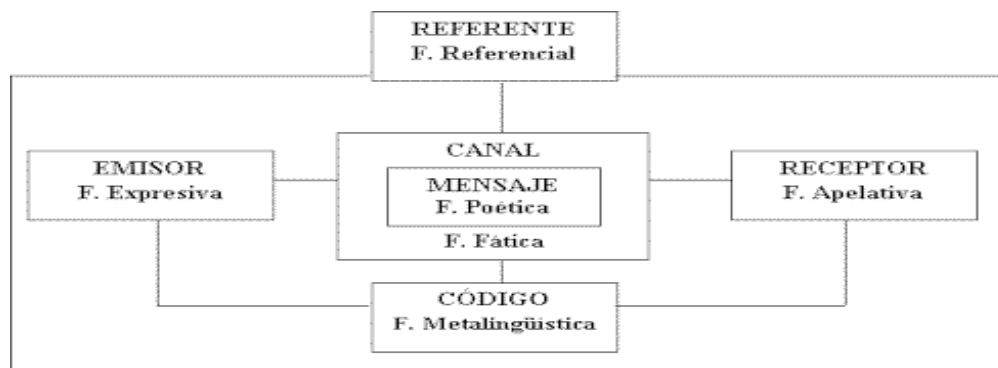 REFERENTE
F. Referencial
EMISOR
F. Expresiva
CANAL
MENSAJE
F. Poética
F. Fática
RECEPTOR
F. Apelativa
CÓDIGO
F. Metalingüística